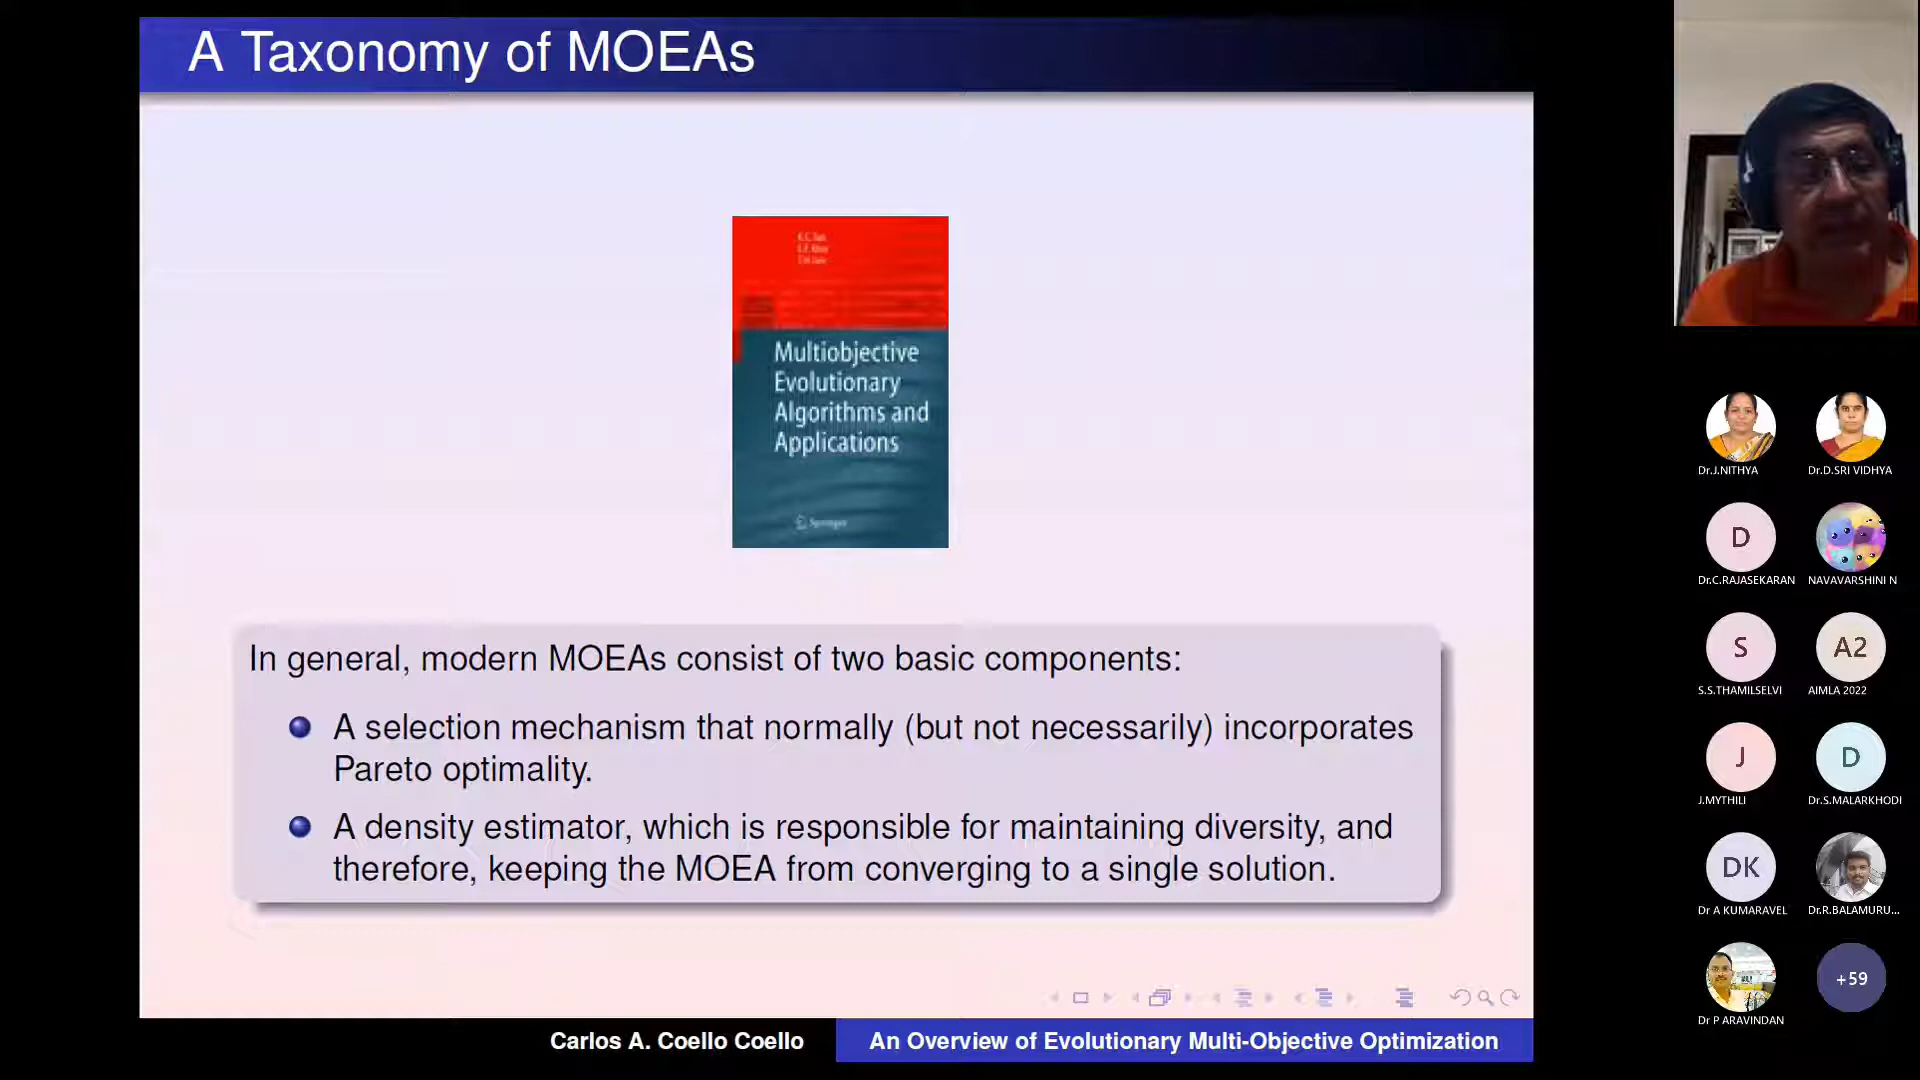 A Taxonomy of MOEAs
Multiobjective
Evolutionary
Algorithms and
Applications
Springer
In general, modern MOEAs consist of two basic components:
A selection mechanism that normally (but not necessarily) incorporates
Pareto optimality.
A density estimator, which is responsible for maintaining diversity, and
therefore, keeping the MOEA from converging to a single solution.
Carlos A. Coello Coello
An Overview of Evolutionary Multi-Objective Optimization
Dr.J.NITHYA
Dr.D.SRI VIDHYA
D
Dr.C.RAJASEKARAN
NAVAVARSHINI N
S
A2
S.S.THAMILSELVI
AIMLA 2022
J
D
J.MYTHILI
Dr.S.MALARKHODI
DK
Dr A KUMARAVEL
Dr.R.BALAMURU...
+59
Dr P ARAVINDAN